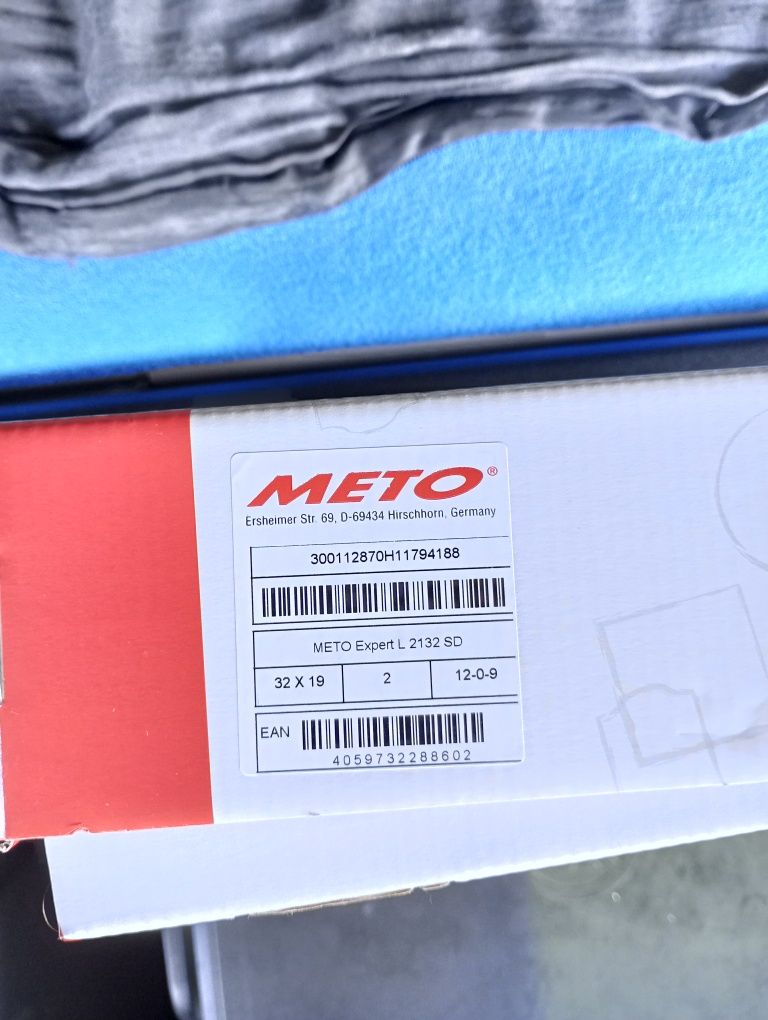 METO®
Ersheimer Str. 69, D-69434 Hirschhorn, Germany
300112870H11794188
METO Expert L 2132 SD
32 X 19 2 12-0-9
EAN
4059732288602